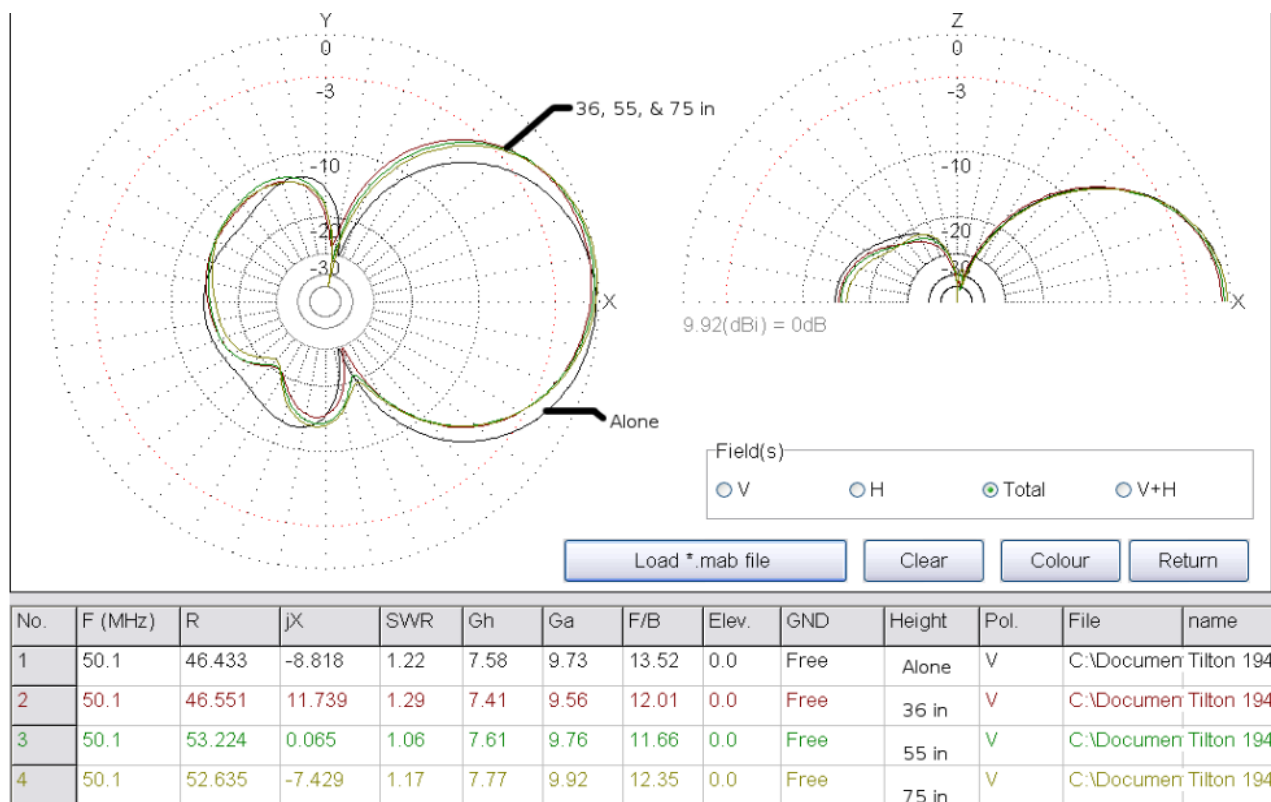 Y
0
-3
-10
-20
-30
X
36, 55, & 75 in
Alone
Z
0
-3
-10
-20
-30
X
9.92(dBi) = 0dB
Field(s)
V H Total V+H
Load *.mab file Clear Colour Return
No. F (MHz) R jX SWR Gh Ga F/B Elev. GND Height Pol. File name
1 50.1 46.433 -8.818 1.22 7.58 9.73 13.52 0.0 Free Alone V C:\Documen Tilton 194
2 50.1 46.551 11.739 1.29 7.41 9.56 12.01 0.0 Free 36 in V C:\Documen Tilton 194
3 50.1 53.224 0.065 1.06 7.61 9.76 11.66 0.0 Free 55 in V C:\Documen Tilton 194
4 50.1 52.635 -7.429 1.17 7.77 9.92 12.35 0.0 Free 75 in V C:\Documen Tilton 194